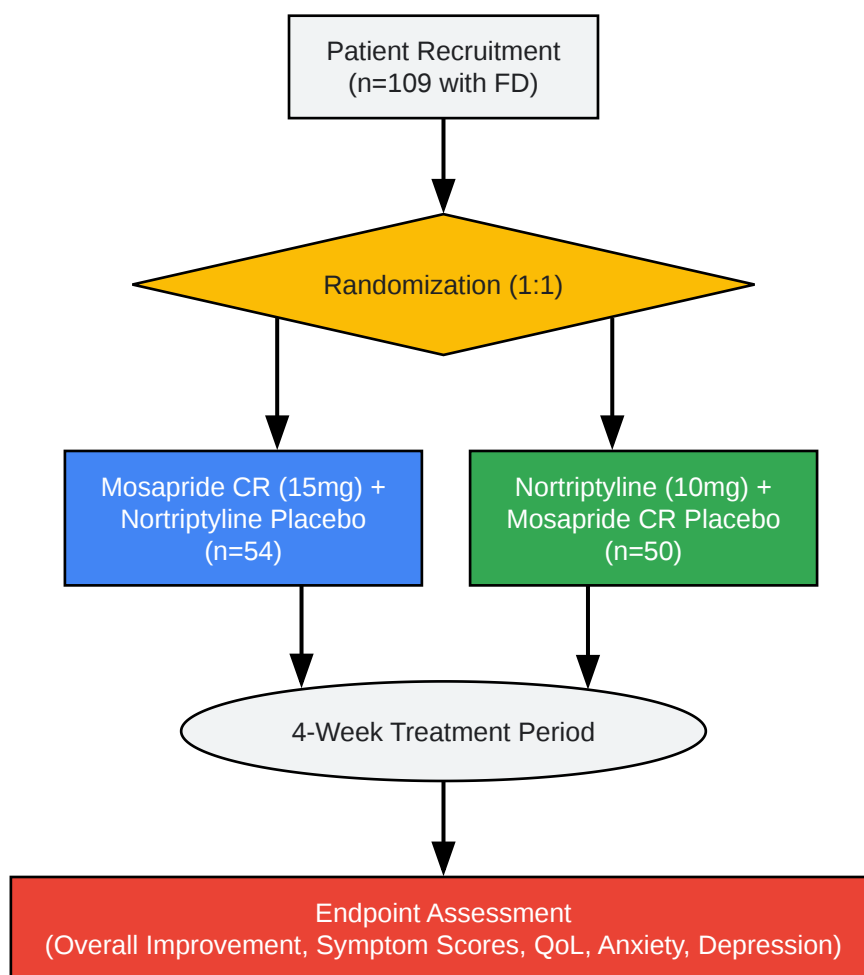 Patient Recruitment
(n=109 with FD)
Randomization (1:1)
Mosapride CR (15mg) +
Nortriptyline Placebo
(n=54)
Nortriptyline (10mg) +
Mosapride CR Placebo
(n=50)
4-Week Treatment Period
Endpoint Assessment
(Overall Improvement, Symptom Scores, QoL, Anxiety, Depression)